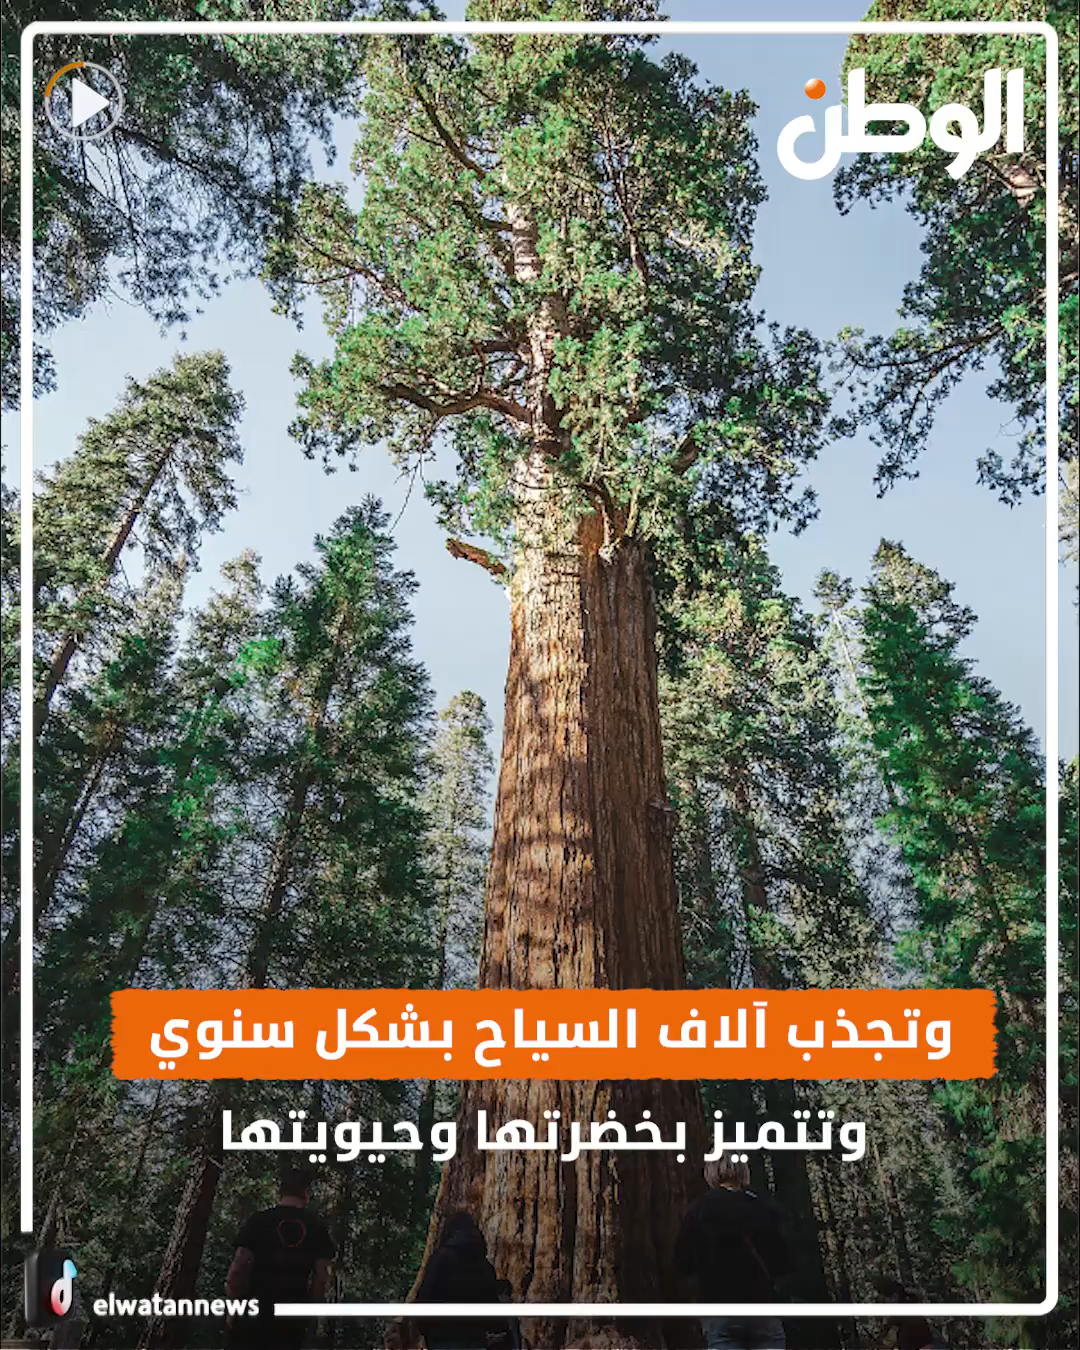 الوطن
وتجذب آلاف السياح بشكل سنوي
وتتميز بخضرتها وحيويتها
elwatannews